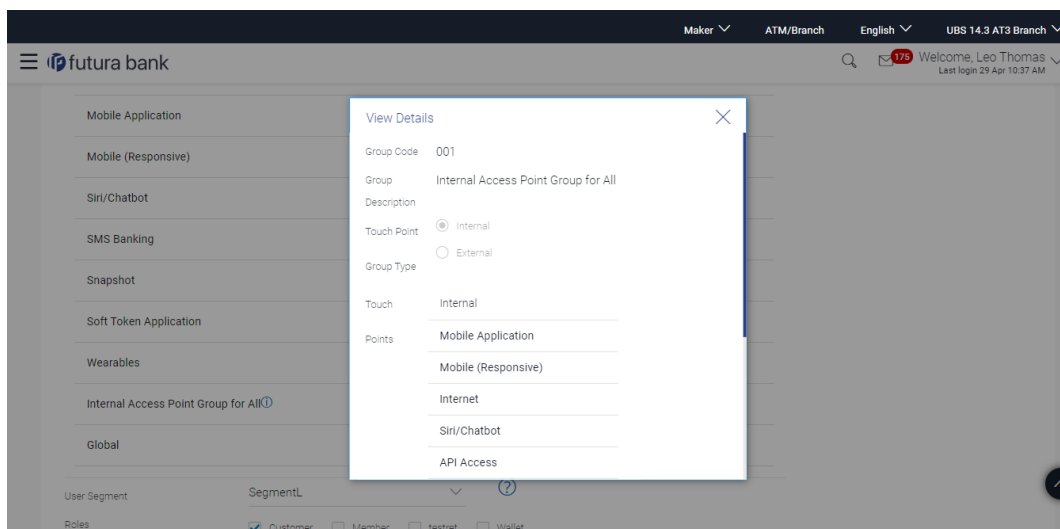 Maker ATM/Branch English UBS 14.3 AT3 Branch
futura bank 175 Welcome, Leo Thomas
Last login 29 Apr 10:37 AM
Mobile Application
Mobile (Responsive)
Siri/Chatbot
SMS Banking
Snapshot
Soft Token Application
Wearables
Internal Access Point Group for All
Global
User Segment SegmentL
Roles Customer Member testret Wallet
View Details
Group Code 001
Group Internal Access Point Group for All
Description
Touch Point Internal
External
Group Type
Touch Internal
Points Mobile Application
Mobile (Responsive)
Internet
Siri/Chatbot
API Access